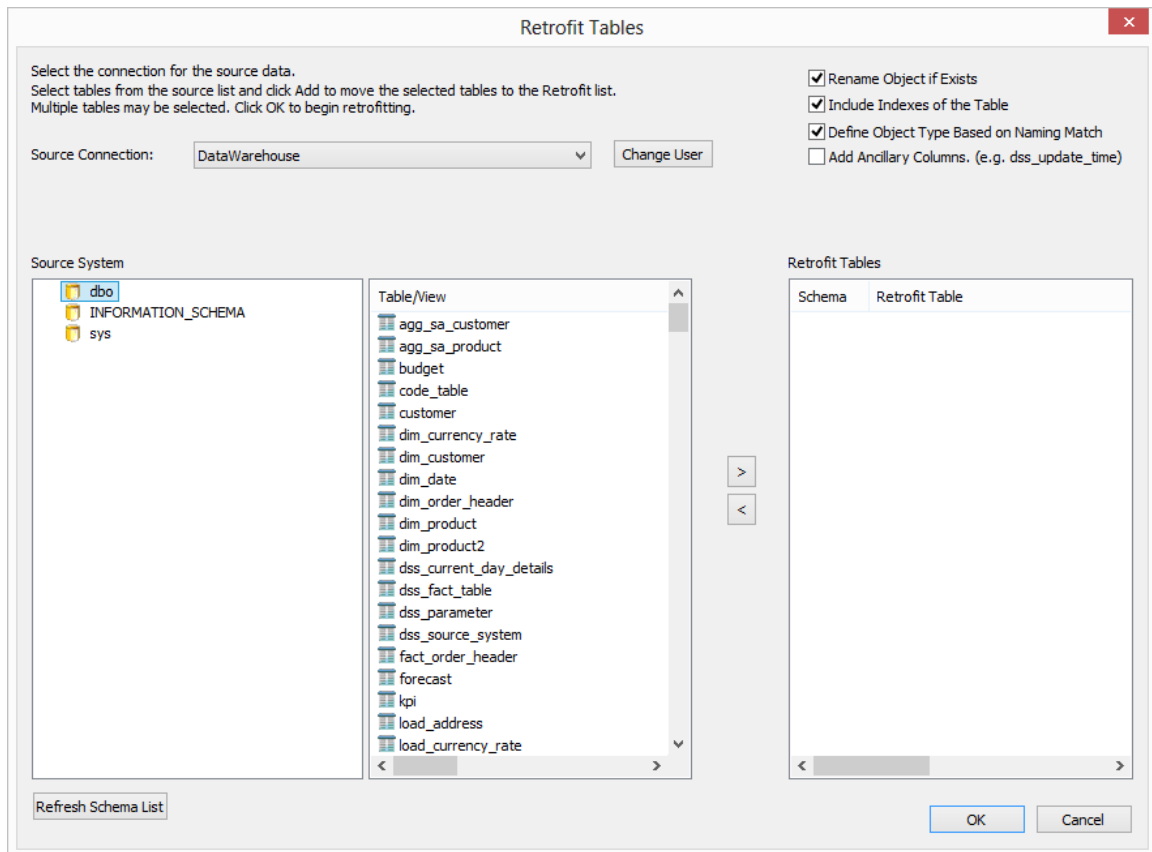 Retrofit Tables
Select the connection for the source data.
Select tables from the source list and click Add to move the selected tables to the Retrofit list.
Multiple tables may be selected. Click OK to begin retrofitting.
Rename Object if Exists
Include Indexes of the Table
Define Object Type Based on Naming Match
Add Ancillary Columns. (e.g. dss_update_time)
Source Connection:
DataWarehouse
Change User
Source System
dbo
INFORMATION_SCHEMA
sys
Table/View
agg_sa_customer
agg_sa_product
budget
code_table
customer
dim_currency_rate
dim_customer
dim_date
dim_order_header
dim_product
dim_product2
dss_current_day_details
dss_fact_table
dss_parameter
dss_source_system
fact_order_header
forecast
kpi
load_address
load_currency_rate
>
<
Retrofit Tables
Schema Retrofit Table
Refresh Schema List
OK
Cancel